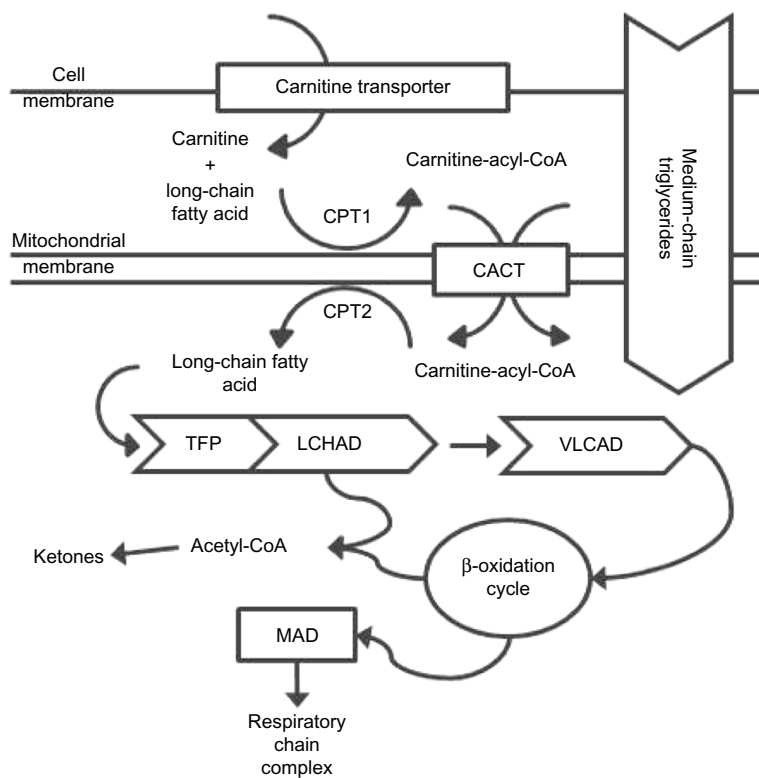 Cell
membrane
Carnitine transporter
Carnitine
+
long-chain
fatty acid
Carnitine-acyl-CoA
CPT1
Medium-chain
triglycerides
Mitochondrial
membrane
CACT
CPT2
Long-chain fatty
acid
Carnitine-acyl-CoA
TFP
LCHAD
VLCAD
Ketones
Acetyl-CoA
β-oxidation
cycle
MAD
Respiratory
chain
complex